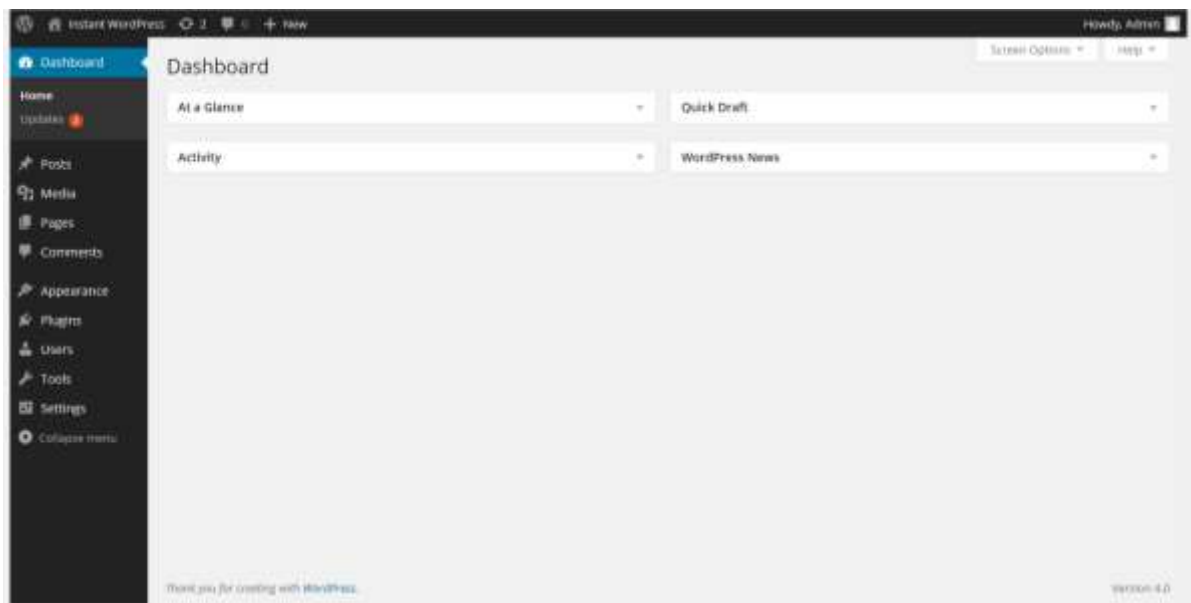 Instant WordPress 2 0 + New Howdy, Admin
Screen Options Help
Dashboard
Dashboard
Home
Updates 2
At a Glance
Quick Draft
Activity
WordPress News
Posts
Media
Pages
Comments
Appearance
Plugins
Users
Tools
Settings
Collapse menu
Thank you for creating with WordPress.
Version 4.0